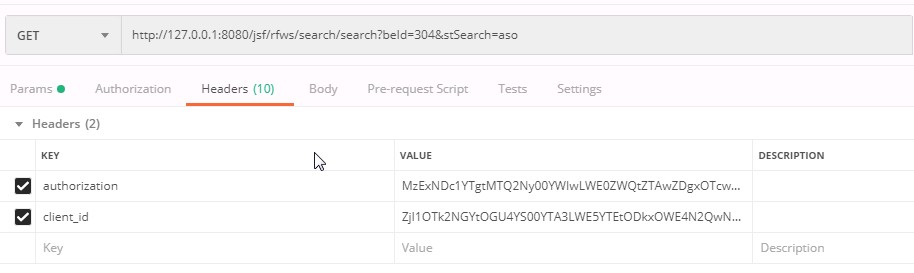 GET http://127.0.0.1:8080/jsf/rfws/search/search?beId=304&stSearch=aso
Params Authorization Headers (10) Body Pre-request Script Tests Settings
Headers (2)
KEY VALUE DESCRIPTION
authorization MzExNDc1YTgtMTQ2Ny00YWIwLWE0ZWQtZTAwZDgxOTcw...
client_id ZjI1OTk2NGYtOGU4YS00YTA3LWE5YTEtODkxOWE4N2QwN...
Key Value Description